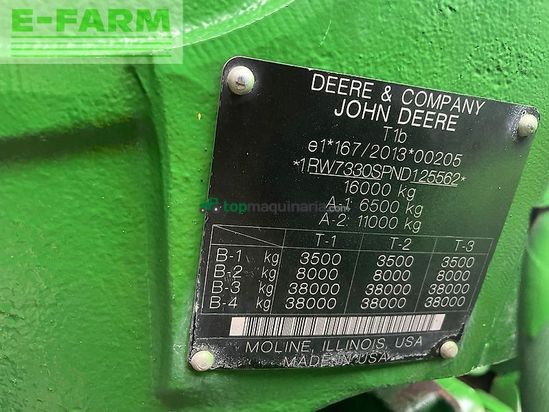 E-FARM
DEERE & COMPANY
JOHN DEERE
T1b
e1*167/2013*00205
*1RW7330SPND125562*
16000 kg
A-1: 6500 kg
A-2: 11000 kg
topmaquinaria.com
T-1 T-2 T-3
B-1 kg 3500 3500 3500
B-2 kg 8000 8000 8000
B-3 kg 38000 38000 38000
B-4 kg 38000 38000 38000
MOLINE, ILLINOIS, USA
MADE IN USA